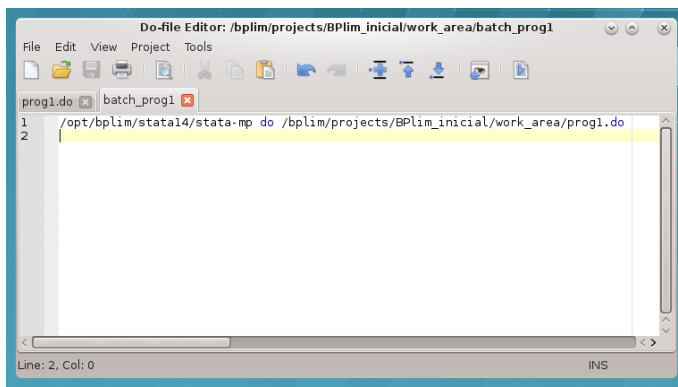 Do-file Editor: /bplim/projects/BPlim_inicial/work_area/batch_prog1
File Edit View Project Tools
prog1.do batch_prog1
1 /opt/bplim/stata14/stata-mp do /bplim/projects/BPlim_inicial/work_area/prog1.do
2
Line: 2, Col: 0 INS